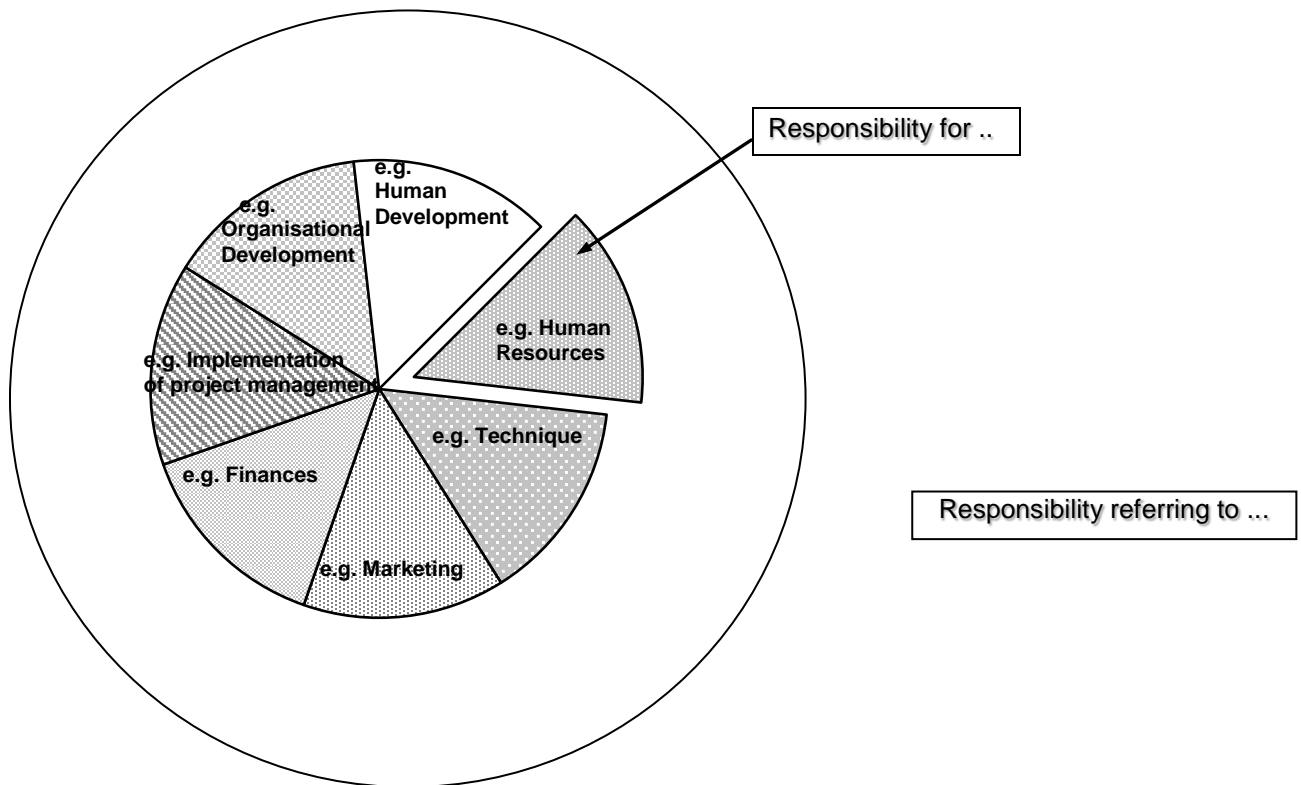 Responsibility for ..
e.g.
Human
Development
e.g.
Organisational
Development
e.g. Human
Resources
e.g. Implementation
of project management
e.g. Technique
e.g. Finances
Responsibility referring to ...
e.g. Marketing